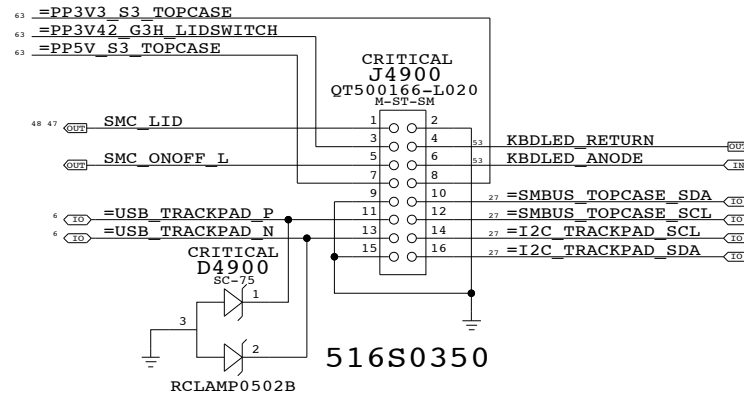 63 =PP3V3_S3_TOPCASE
63 =PP3V42_G3H_LIDSWITCH
63 =PP5V_S3_TOPCASE
CRITICAL
J4900
QT500166-L020
M-ST-SM
48 47 OUT SMC_LID 1 2
3 4 53 KBDLED_RETURN OUT
OUT SMC_ONOFF_L 5 6 53 KBDLED_ANODE IN
7 8
9 10 27 =SMBUS_TOPCASE_SDA IO
6 IO =USB_TRACKPAD_P 11 12 27 =SMBUS_TOPCASE_SCL IO
6 IO =USB_TRACKPAD_N 13 14 27 =I2C_TRACKPAD_SCL IO
15 16 27 =I2C_TRACKPAD_SDA IO
CRITICAL
D4900
SC-75
1
3
2
RCLAMP0502B
516S0350